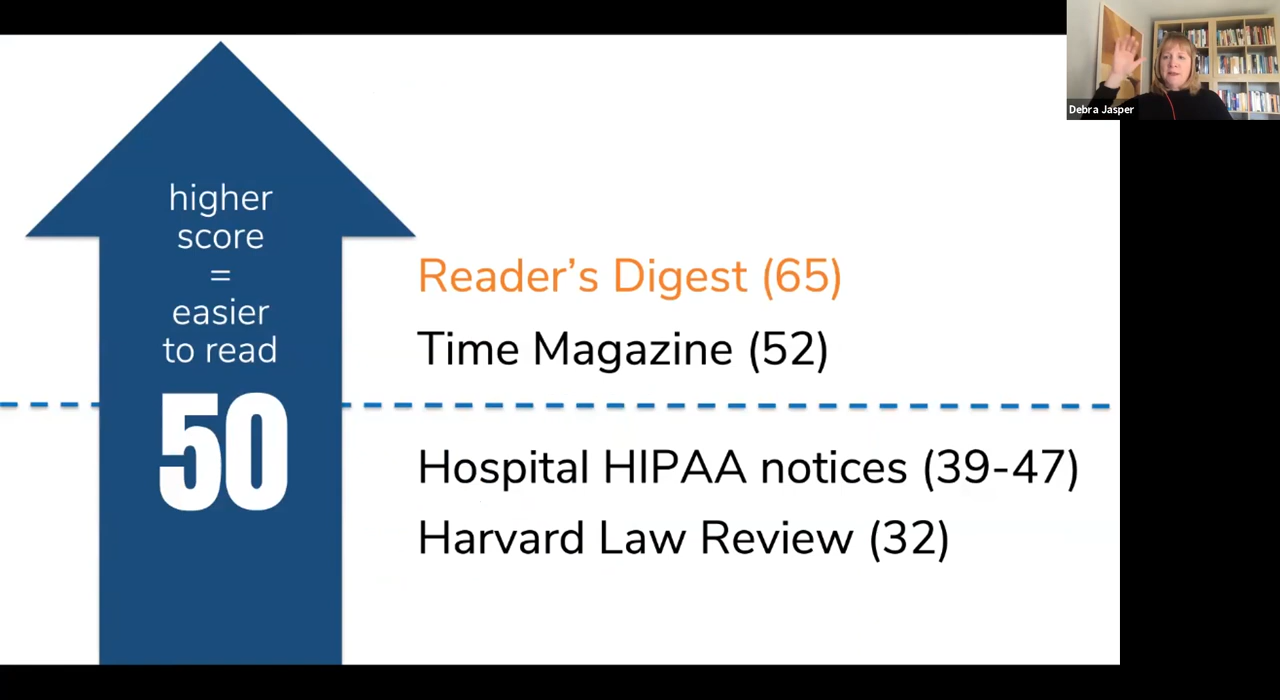 higher
score
=
easier
to read
50
Reader’s Digest (65)
Time Magazine (52)
Hospital HIPAA notices (39-47)
Harvard Law Review (32)
Debra Jasper